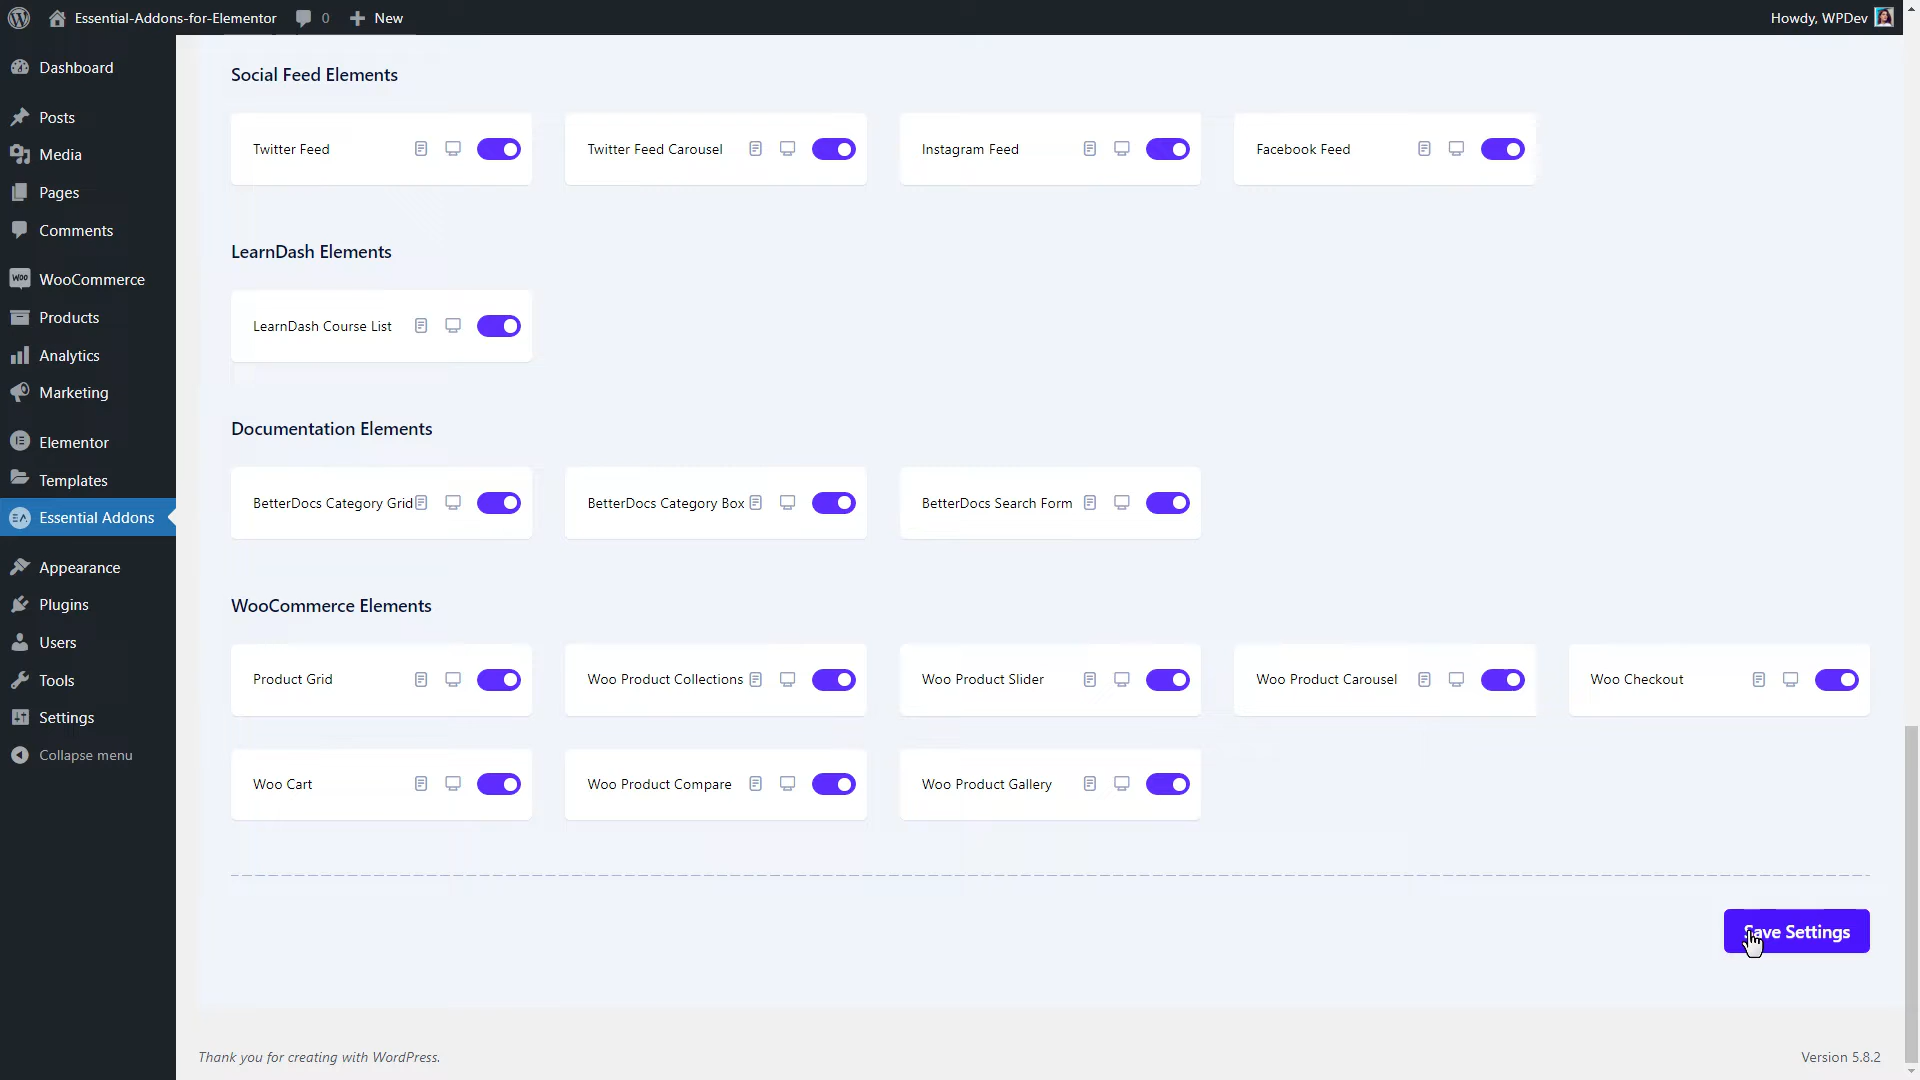 Essential-Addons-for-Elementor
0
New
Howdy, WPDev
Dashboard
Posts
Media
Pages
Comments
WooCommerce
Products
Analytics
Marketing
Elementor
Templates
Essential Addons
Appearance
Plugins
Users
Tools
Settings
Collapse menu
Social Feed Elements
Twitter Feed
Twitter Feed Carousel
Instagram Feed
Facebook Feed
LearnDash Elements
LearnDash Course List
Documentation Elements
BetterDocs Category Grid
BetterDocs Category Box
BetterDocs Search Form
WooCommerce Elements
Product Grid
Woo Product Collections
Woo Product Slider
Woo Product Carousel
Woo Checkout
Woo Cart
Woo Product Compare
Woo Product Gallery
Save Settings
Thank you for creating with WordPress.
Version 5.8.2